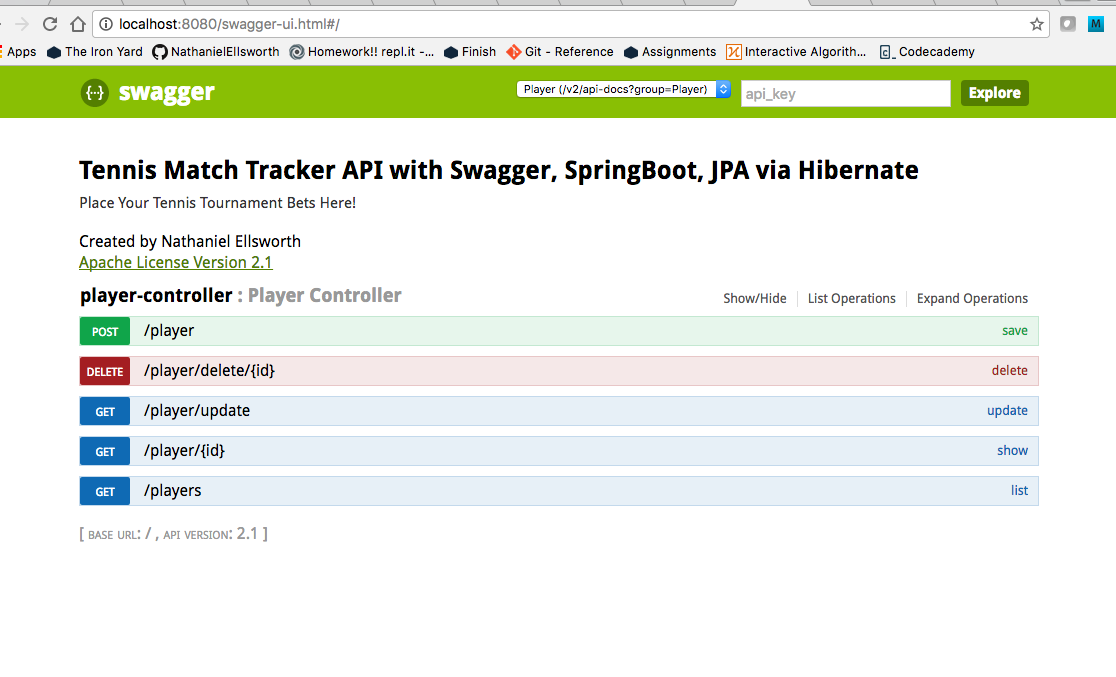 localhost:8080/swagger-ui.html#/
Apps The Iron Yard NathanielEllsworth Homework!! repl.it -... Finish Git - Reference Assignments Interactive Algorith... Codecademy
{··} swagger Player (/v2/api-docs?group=Player) api_key Explore
Tennis Match Tracker API with Swagger, SpringBoot, JPA via Hibernate
Place Your Tennis Tournament Bets Here!
Created by Nathaniel Ellsworth
Apache License Version 2.1
player-controller : Player Controller Show/Hide List Operations Expand Operations
POST /player save
DELETE /player/delete/{id} delete
GET /player/update update
GET /player/{id} show
GET /players list
[ BASE URL: / , API VERSION: 2.1 ]